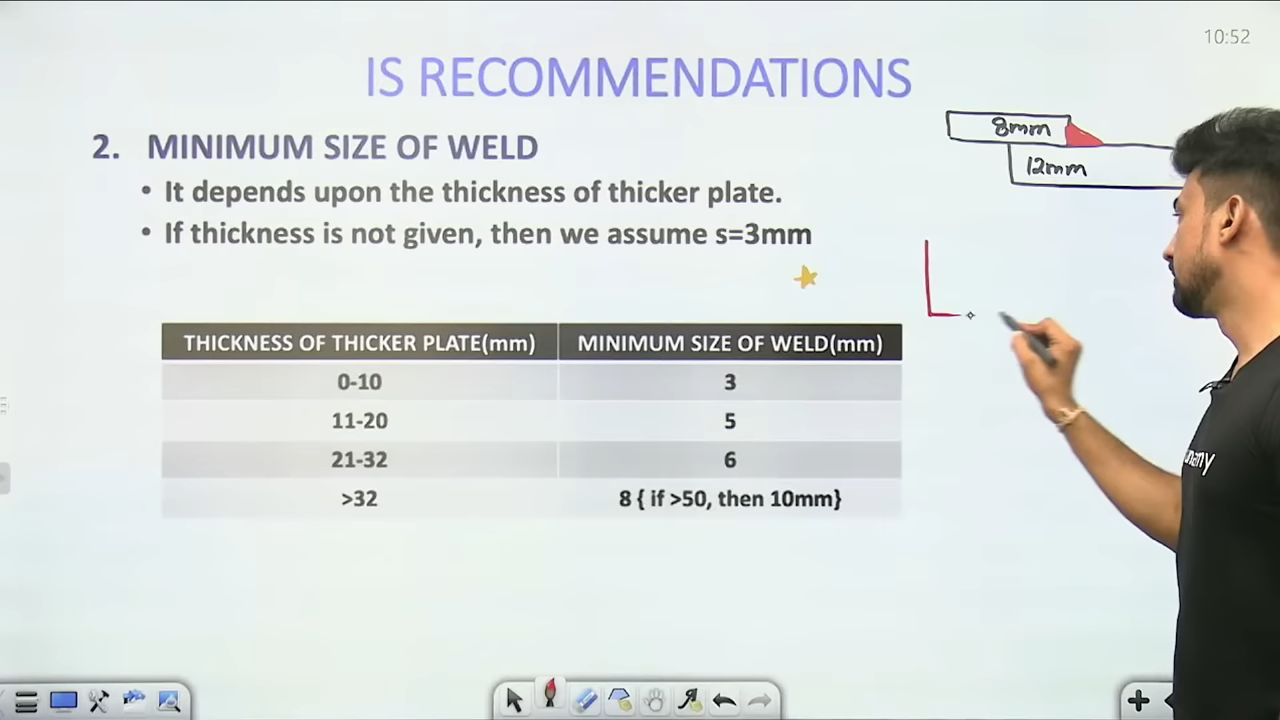 10:52
IS RECOMMENDATIONS
2. MINIMUM SIZE OF WELD
• It depends upon the thickness of thicker plate.
• If thickness is not given, then we assume s=3mm
8mm
12mm
THICKNESS OF THICKER PLATE(mm) MINIMUM SIZE OF WELD(mm)
0-10 3
11-20 5
21-32 6
>32 8 { if >50, then 10mm}